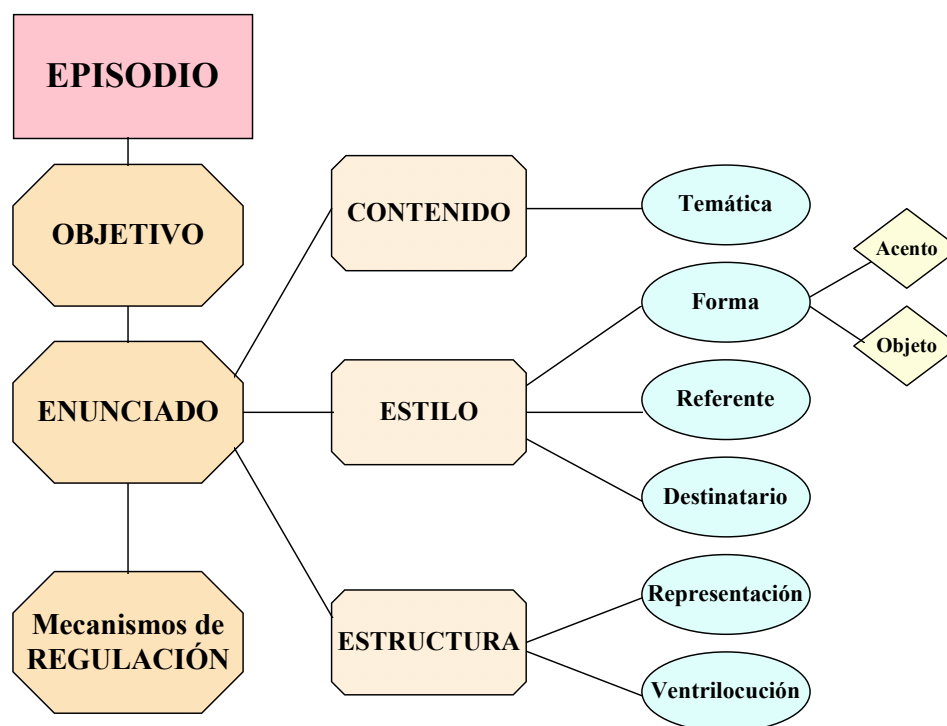 EPISODIO
OBJETIVO
ENUNCIADO
Mecanismos de
REGULACIÓN
CONTENIDO
ESTILO
ESTRUCTURA
Temática
Forma
Referente
Destinatario
Representación
Ventrilocución
Acento
Objeto